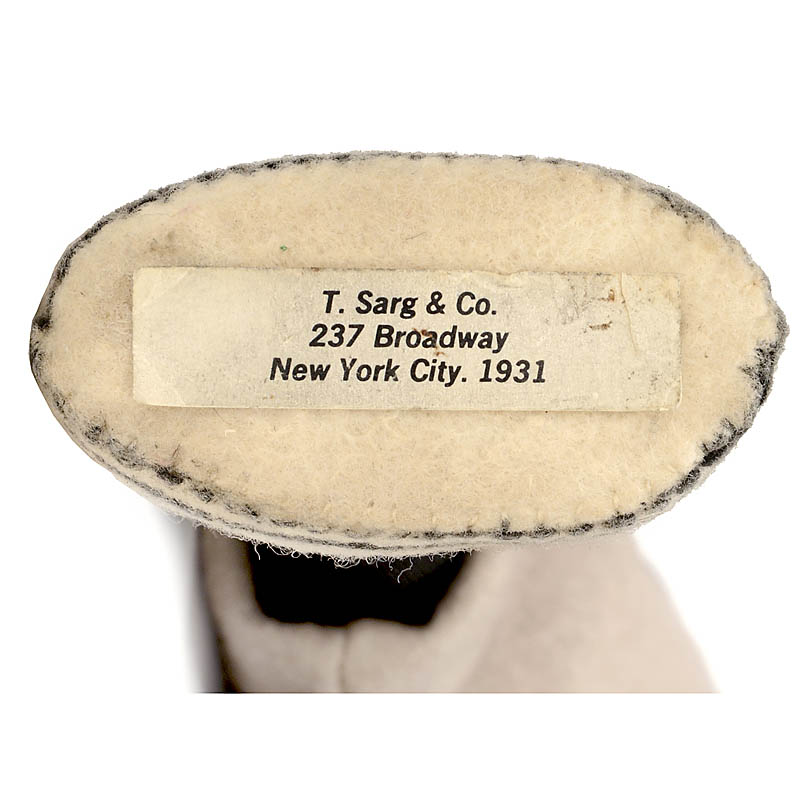 T. Sarg & Co.
237 Broadway
New York City. 1931